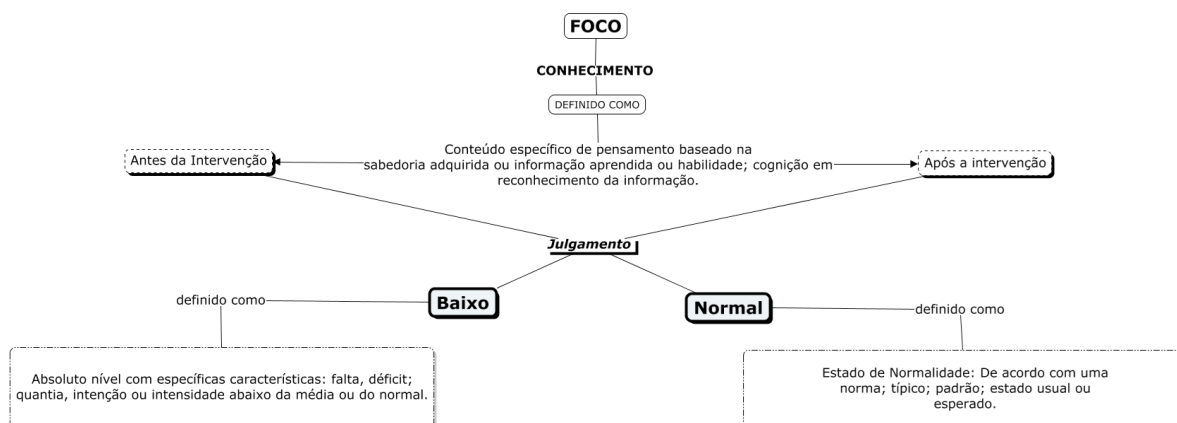 FOCO
CONHECIMENTO
DEFINIDO COMO
Conteúdo específico de pensamento baseado na
sabedoria adquirida ou informação aprendida ou habilidade; cognição em
reconhecimento da informação.
Antes da Intervenção
Após a intervenção
Julgamento
Baixo
Normal
definido como
definido como
Absoluto nível com específicas características: falta, déficit;
quantia, intenção ou intensidade abaixo da média ou do normal.
Estado de Normalidade: De acordo com uma
norma; típico; padrão; estado usual ou
esperado.